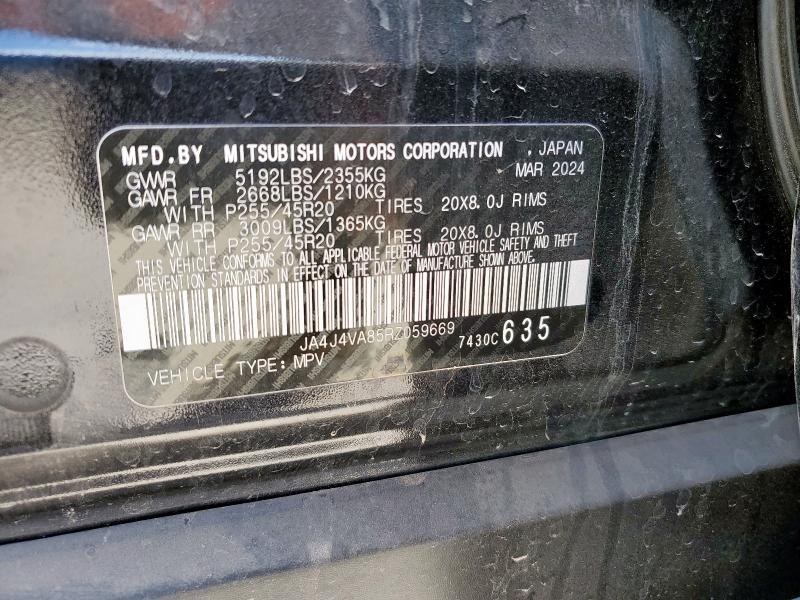 MFD.BY MITSUBISHI MOTORS CORPORATION , JAPAN
MAR 2024
GVWR 5192LBS/2355KG
GAWR FR 2668LBS/1210KG
WITH P255/45R20 TIRES 20X8.0J RIMS
GAWR RR 3009LBS/1365KG
WITH P255/45R20 TIRES 20X8.0J RIMS
THIS VEHICLE CONFORMS TO ALL APPLICABLE FEDERAL MOTOR VEHICLE SAFETY AND THEFT
PREVENTION STANDARDS IN EFFECT ON THE DATE OF MANUFACTURE SHOWN ABOVE.
JA4J4VA85RZ059669 7430C 635
VEHICLE TYPE: MPV